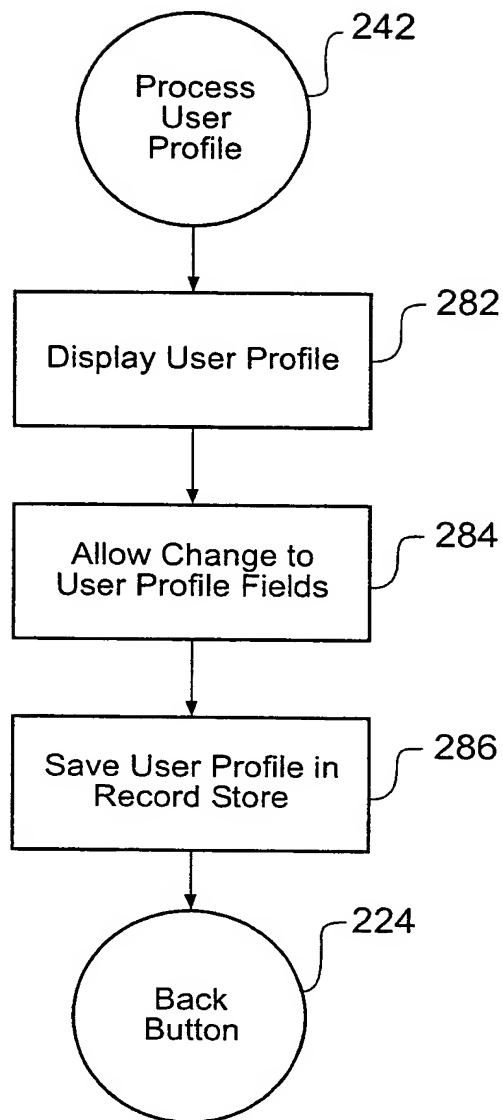 242
Process
User
Profile
282
Display User Profile
284
Allow Change to
User Profile Fields
286
Save User Profile in
Record Store
224
Back
Button